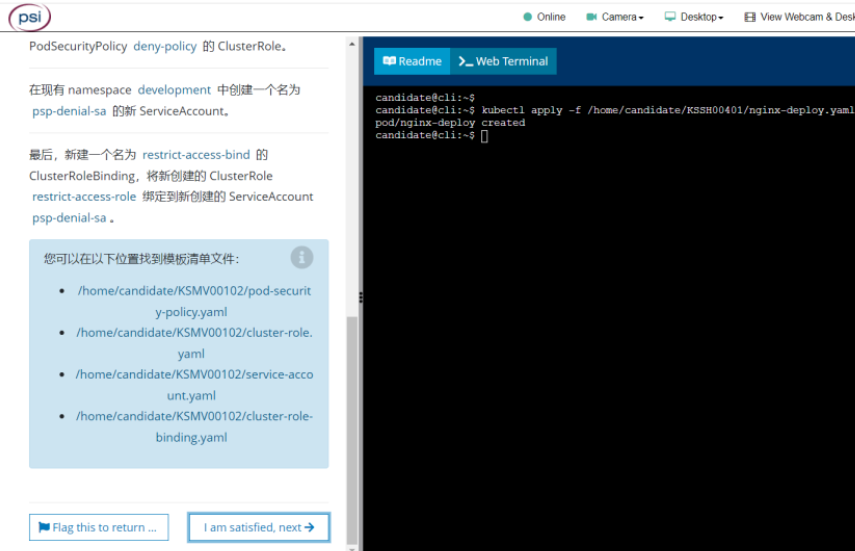 psi
Online
Camera
Desktop
View Webcam & Desk
PodSecurityPolicy deny-policy 的 ClusterRole。
在现有 namespace development 中创建一个名为
psp-denial-sa 的新 ServiceAccount。
最后，新建一个名为 restrict-access-bind 的
ClusterRoleBinding，将新创建的 ClusterRole
restrict-access-role 绑定到新创建的 ServiceAccount
psp-denial-sa 。
您可以在以下位置找到模板清单文件：
/home/candidate/KSMV00102/pod-securit
y-policy.yaml
/home/candidate/KSMV00102/cluster-role.
yaml
/home/candidate/KSMV00102/service-acco
unt.yaml
/home/candidate/KSMV00102/cluster-role-
binding.yaml
Flag this to return ...
I am satisfied, next
Readme
Web Terminal
candidate@cli:~$
candidate@cli:~$ kubectl apply -f /home/candidate/KSSH00401/nginx-deploy.yaml
pod/nginx-deploy created
candidate@cli:~$